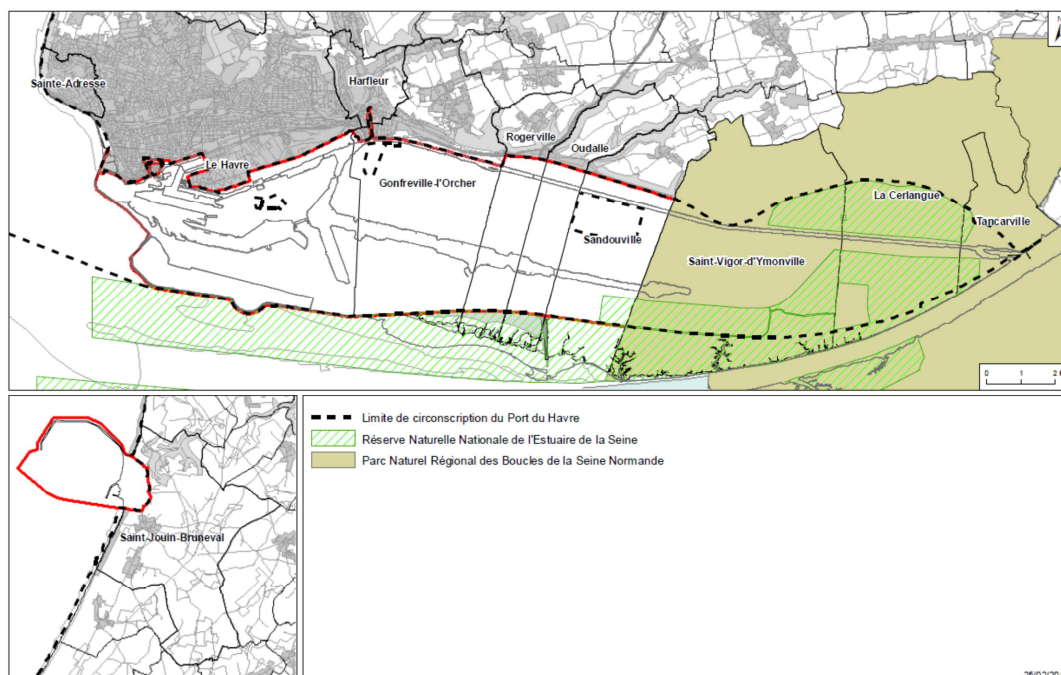 Sainte-Adresse
Harfleur
Le Havre
Rogerville
Oudalle
Gonfreville-l'Orcher
La Cerlangue
Tancarville
Sandouville
Saint-Vigor-d'Ymonville
0 1 2
Saint-Jouin-Bruneval
Limite de circonscription du Port du Havre
Réserve Naturelle Nationale de l'Estuaire de la Seine
Parc Naturel Régional des Boucles de la Seine Normande